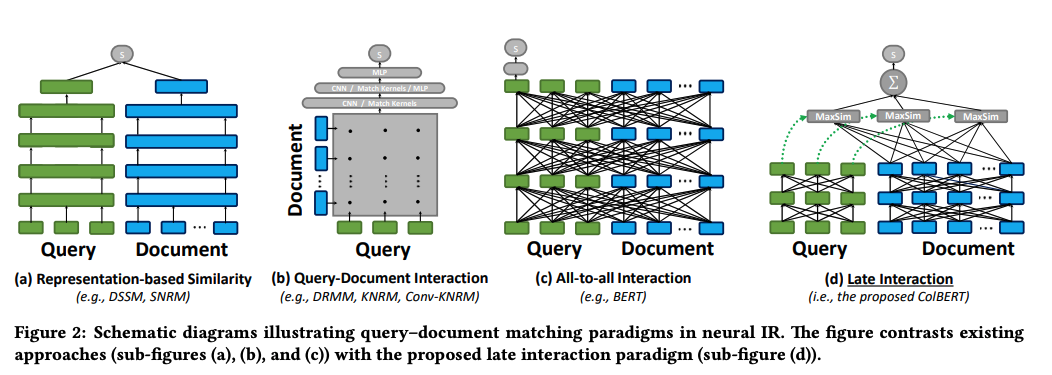 S
Query Document
(a) Representation-based Similarity
(e.g., DSSM, SNRM)
S
MLP
CNN / Match Kernels / MLP
CNN / Match Kernels
Document
Query
(b) Query-Document Interaction
(e.g., DRMM, KNRM, Conv-KNRM)
S
Query Document
(c) All-to-all Interaction
(e.g., BERT)
S
Σ
MaxSim MaxSim MaxSim
Query Document
(d) Late Interaction
(i.e., the proposed ColBERT)
Figure 2: Schematic diagrams illustrating query–document matching paradigms in neural IR. The figure contrasts existing
approaches (sub-figures (a), (b), and (c)) with the proposed late interaction paradigm (sub-figure (d)).